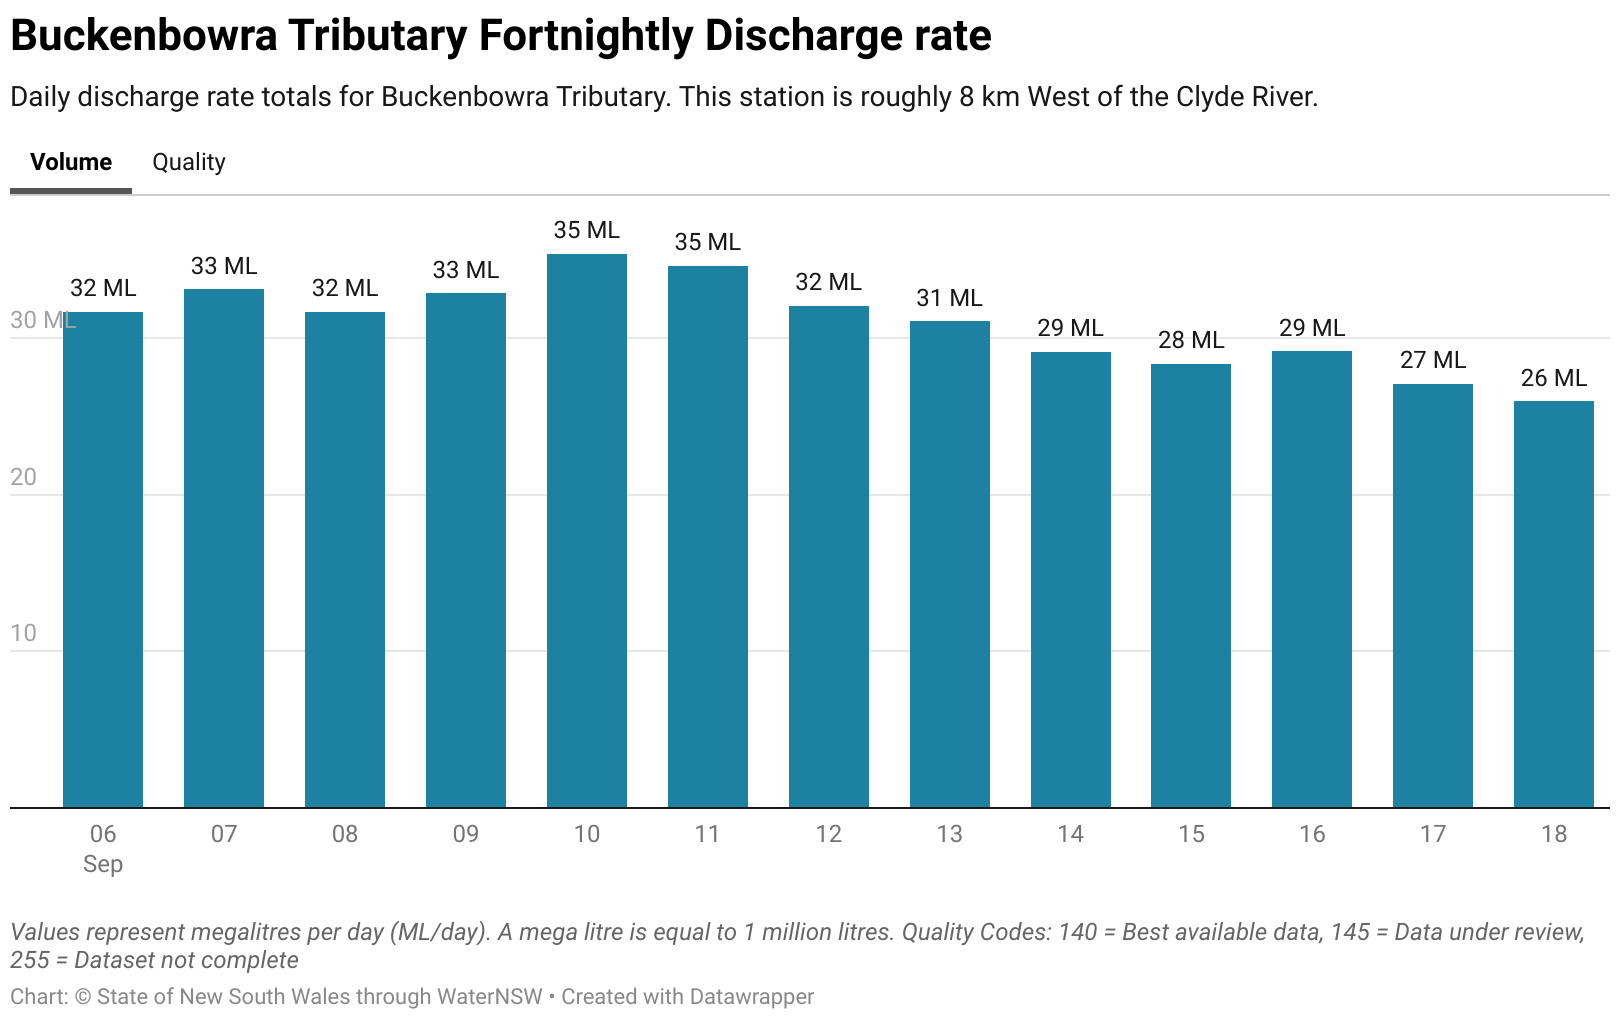 Buckenbowra Tributary Fortnightly Discharge rate
Daily discharge rate totals for Buckenbowra Tributary. This station is roughly 8 km West of the Clyde River.
Volume Quality
35 ML
35 ML
33 ML
33 ML
32 ML
32 ML
32 ML
31 ML
30 ML
29 ML
29 ML
28 ML
27 ML
26 ML
20
10
06 07 08 09 10 11 12 13 14 15 16 17 18
Sep
Values represent megalitres per day (ML/day). A mega litre is equal to 1 million litres. Quality Codes: 140 = Best available data, 145 = Data under review,
255 = Dataset not complete
Chart: © State of New South Wales through WaterNSW • Created with Datawrapper